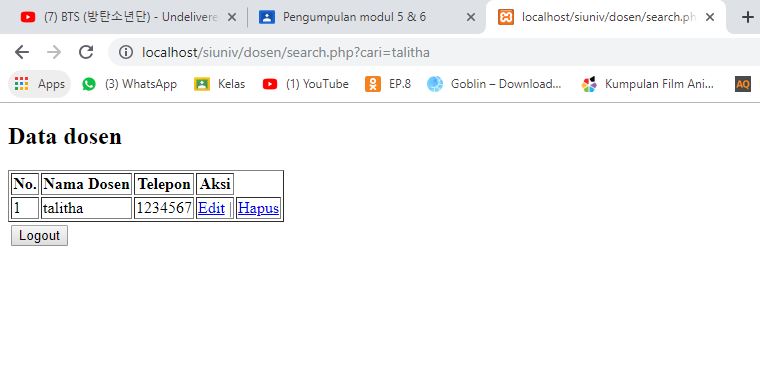 (7) BTS (방탄소년단) - Undelivere
Pengumpulan modul 5 & 6
localhost/siuniv/dosen/search.ph
localhost/siuniv/dosen/search.php?cari=talitha
Apps (3) WhatsApp Kelas (1) YouTube EP.8 Goblin – Download... Kumpulan Film Ani... AQ
Data dosen
No. Nama Dosen Telepon Aksi
1 talitha 1234567 Edit | Hapus
Logout